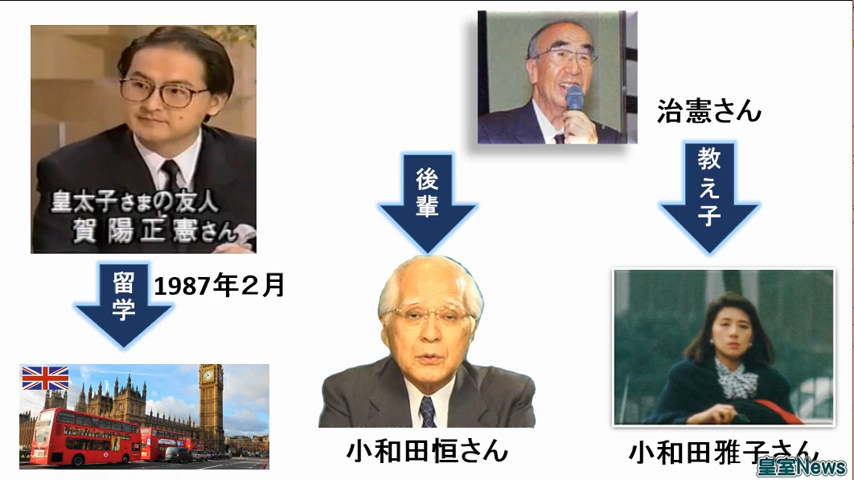 皇太子さまの友人
賀陽正憲さん
留学
1987年2月
治憲さん
後輩
教え子
小和田恒さん
小和田雅子さん
皇室News